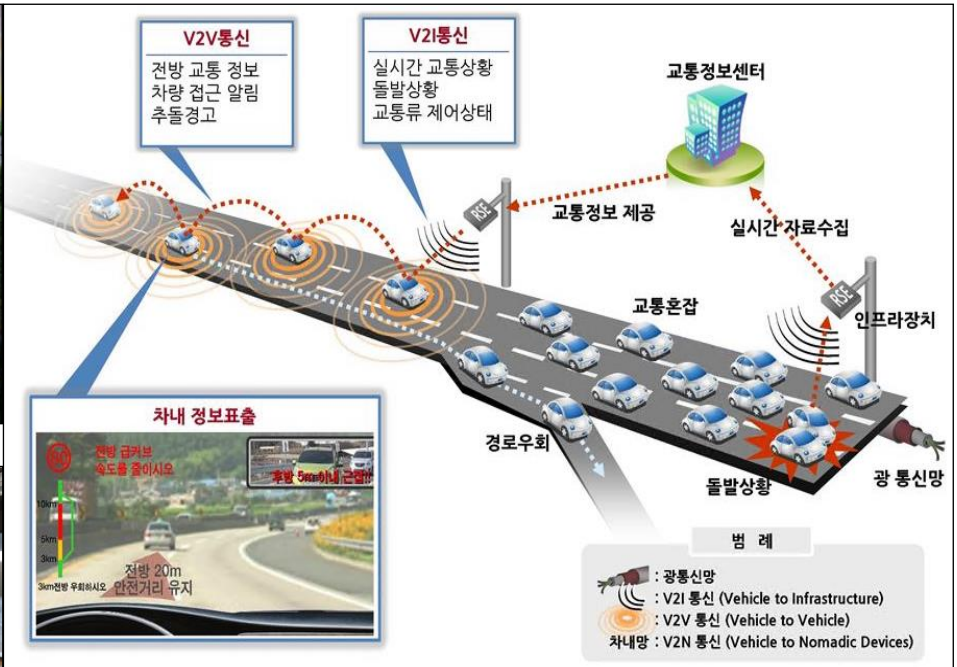 V2V통신
전방 교통 정보
차량 접근 알림
추돌경고
V2I통신
실시간 교통상황
돌발상황
교통류 제어상태
교통정보센터
RSE
교통정보 제공
실시간 자료수집
RSE
인프라장치
교통혼잡
경로우회
돌발상황
광 통신망
차내 정보표출
80
전방 급커브
속도를 줄이시오
후방 5m 이내 근접!!
10km
5km
3km
3km전방 우회하시오
전방 20m
안전거리 유지
범 례
: 광통신망
: V2I 통신 (Vehicle to Infrastructure)
: V2V 통신 (Vehicle to Vehicle)
차내망 : V2N 통신 (Vehicle to Nomadic Devices)